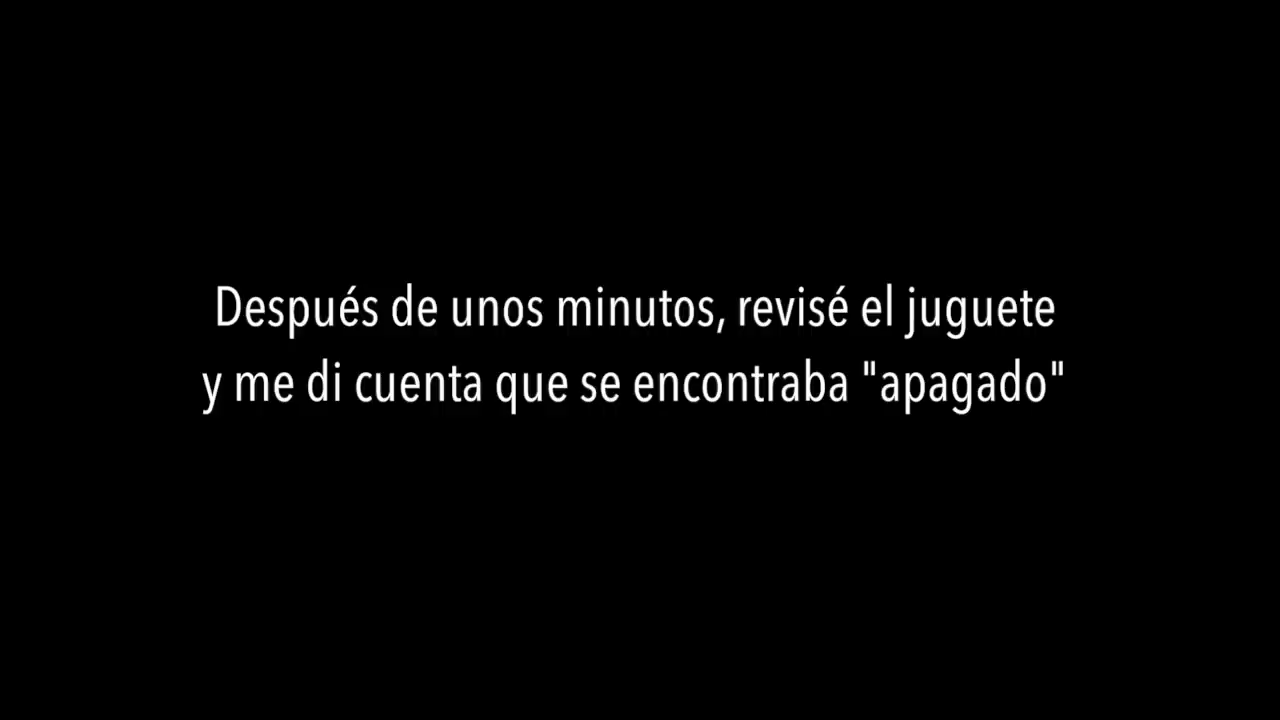 Después de unos minutos, revisé el juguete
y me di cuenta que se encontraba "apagado"